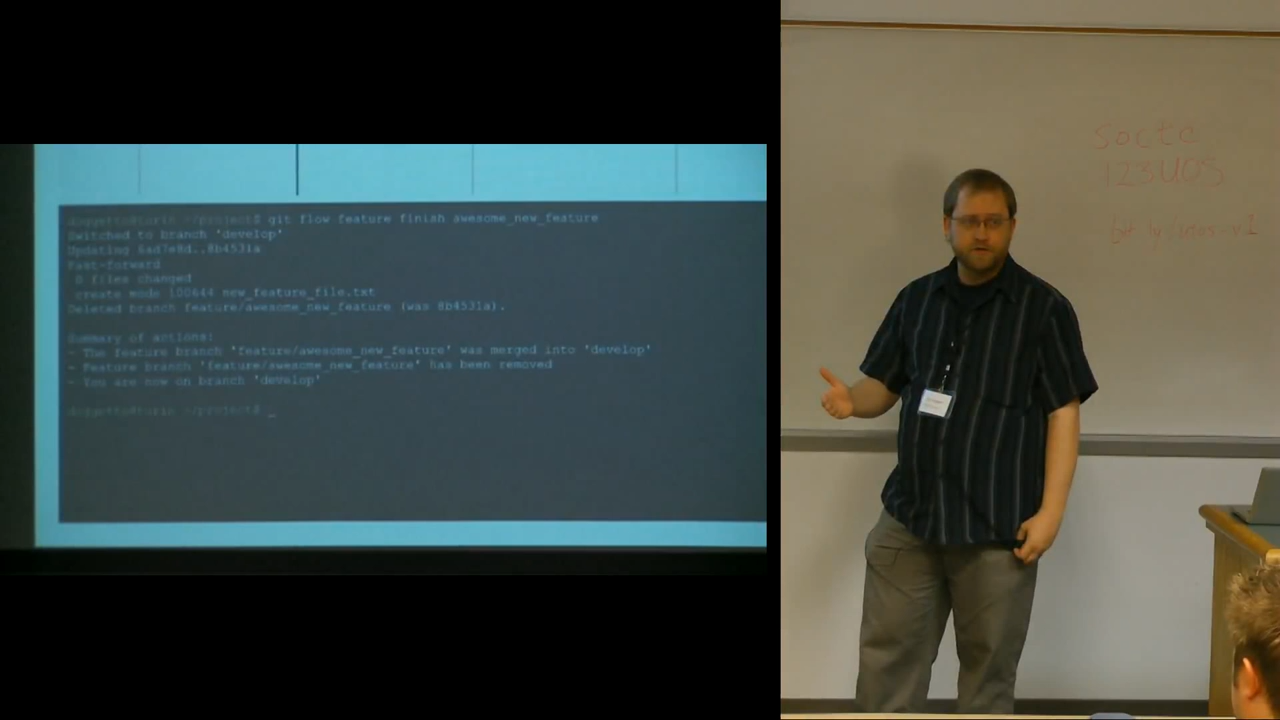 git flow feature finish awesome_new_feature
Switched to branch 'develop'
Updating 6ad7e8d..8b4531a
Fast-forward
0 files changed
create mode 100644 new_feature_file.txt
Deleted branch feature/awesome_new_feature (was 8b4531a).
Summary of actions:
- The feature branch 'feature/awesome_new_feature' was merged into 'develop'
- Feature branch 'feature/awesome_new_feature' has been removed
- You are now on branch 'develop'
~/project$ _